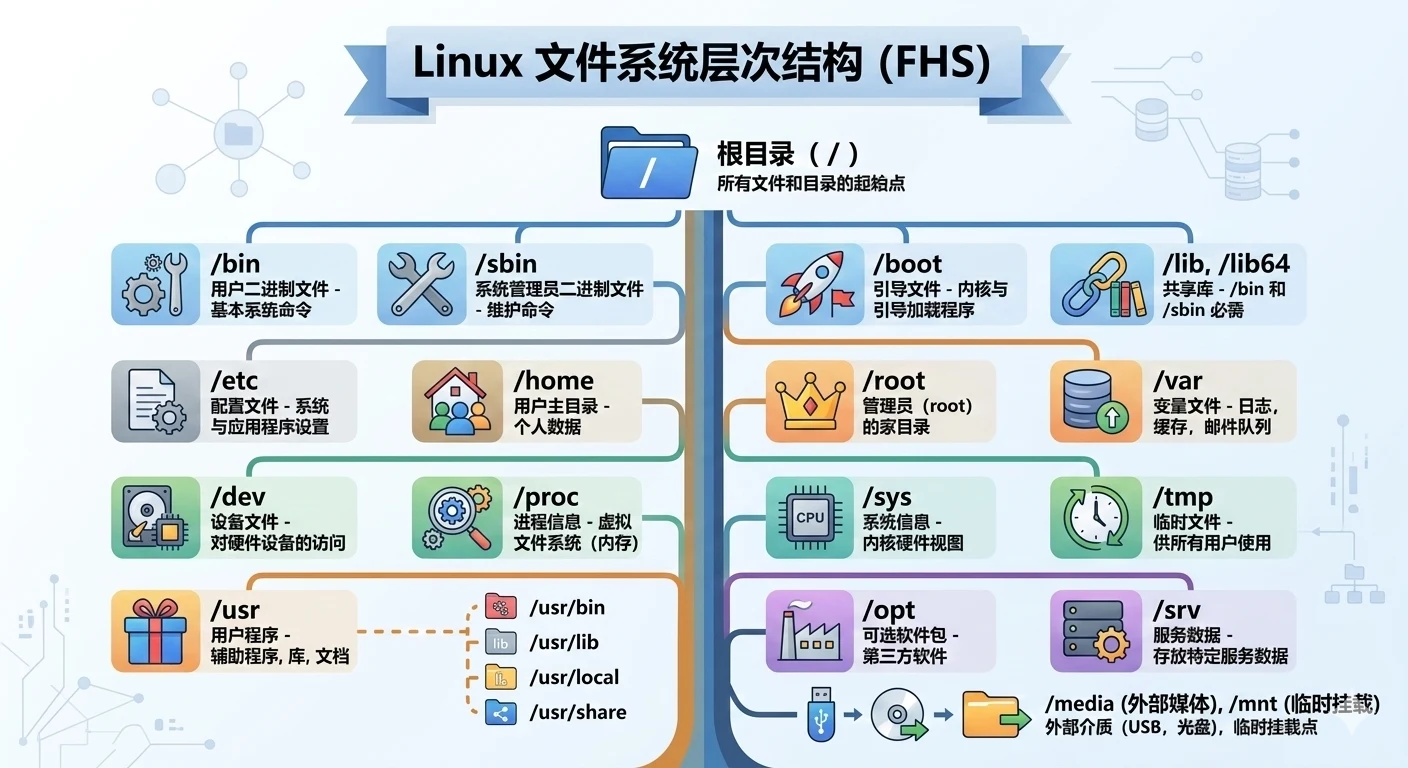 Linux 文件系统层次结构 (FHS)
/
根目录（ / ）
所有文件和目录的起始点
/bin
用户二进制文件 -
基本系统命令
/sbin
系统管理员二进制文件
- 维护命令
/boot
引导文件 - 内核与
引导加载程序
/lib, /lib64
共享库 - /bin 和
/sbin 必需
/etc
配置文件 - 系统
与应用程序设置
/home
用户主目录 -
个人数据
/root
管理员（root）
的家目录
/var
变量文件 - 日志，
缓存，邮件队列
/dev
设备文件 -
对硬件设备的访问
/proc
进程信息 - 虚拟
文件系统（内存）
CPU
/sys
系统信息 -
内核硬件视图
/tmp
临时文件 -
供所有用户使用
/usr
用户程序 -
辅助程序, 库, 文档
/usr/bin
lib
/usr/lib
/usr/local
/usr/share
/opt
可选软件包 -
第三方软件
/srv
服务数据 -
存放特定服务数据
/media (外部媒体), /mnt (临时挂载)
外部介质（USB，光盘)，临时挂载点